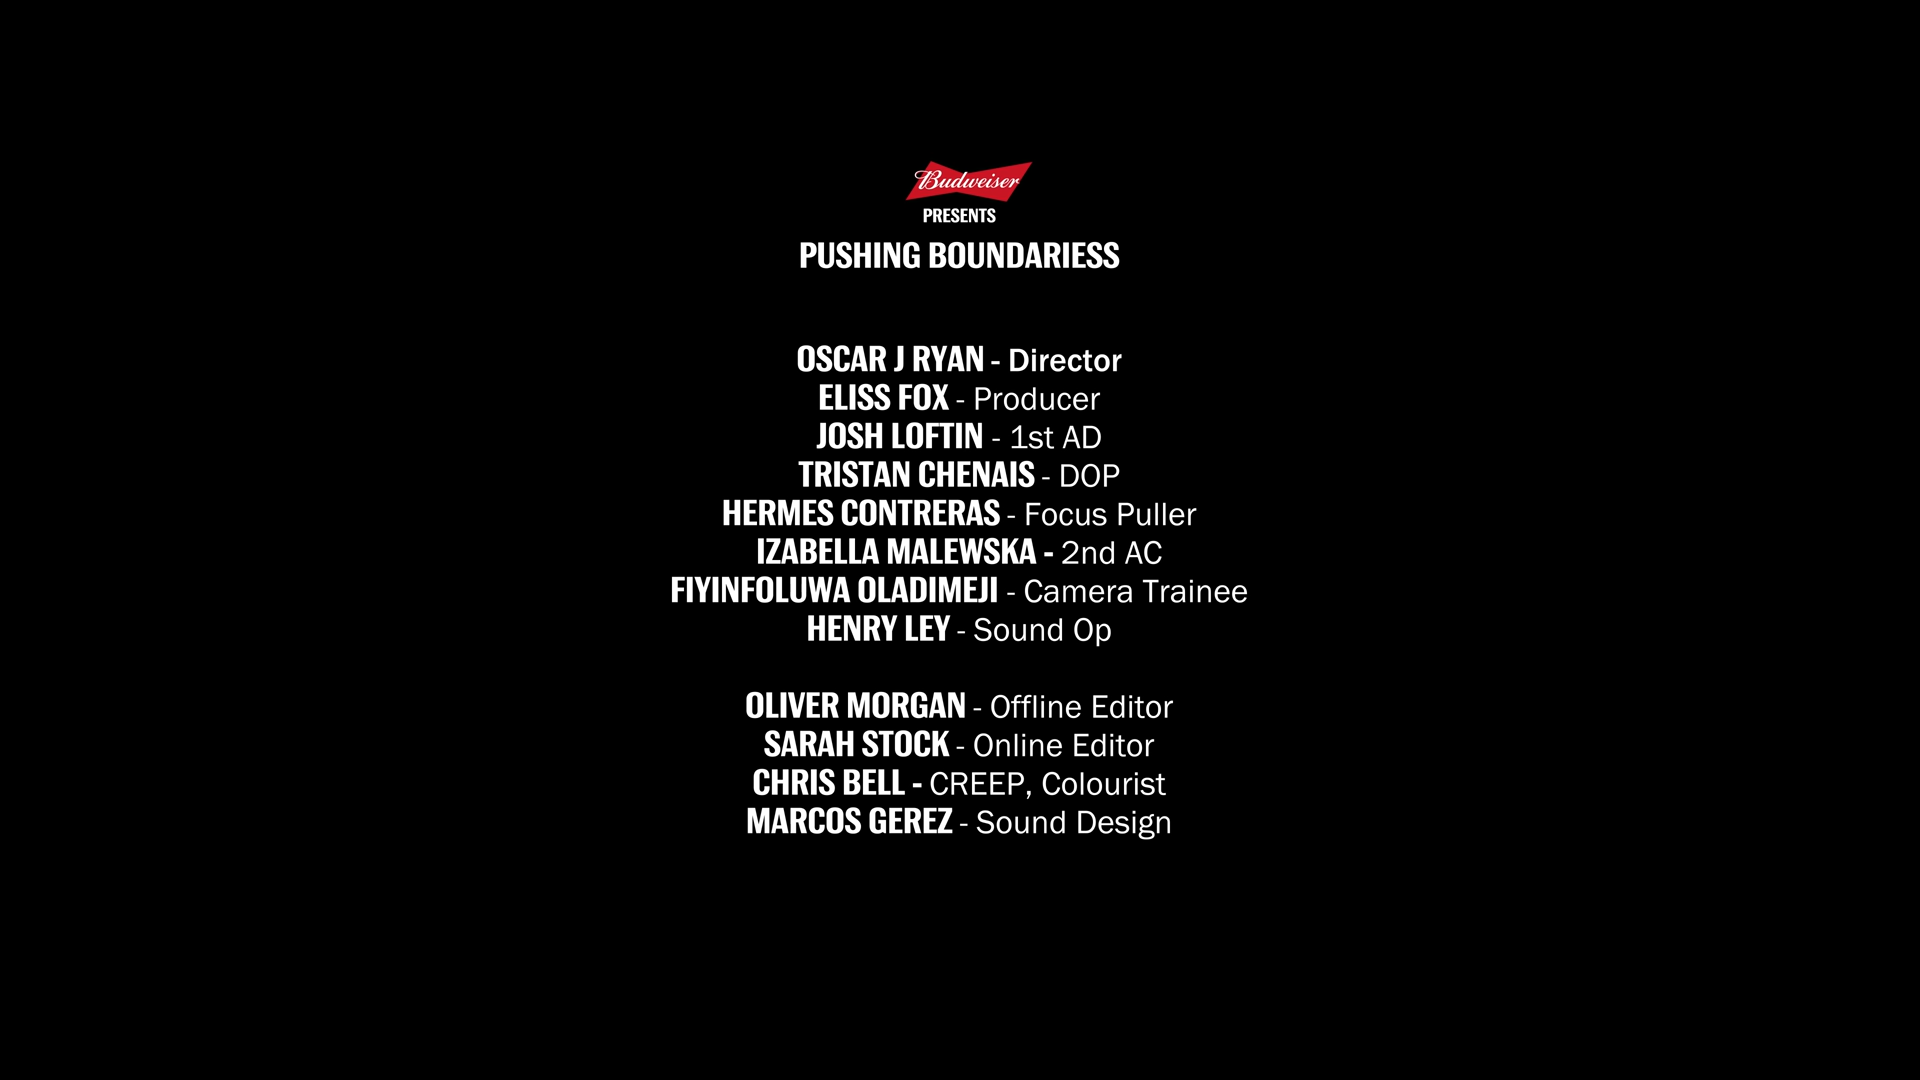 Budweiser
PRESENTS
PUSHING BOUNDARIESS
OSCAR J RYAN - Director
ELISS FOX - Producer
JOSH LOFTIN - 1st AD
TRISTAN CHENAIS - DOP
HERMES CONTRERAS - Focus Puller
IZABELLA MALEWSKA - 2nd AC
FIYINFOLUWA OLADIMEJI - Camera Trainee
HENRY LEY - Sound Op
OLIVER MORGAN - Offline Editor
SARAH STOCK - Online Editor
CHRIS BELL - CREEP, Colourist
MARCOS GEREZ - Sound Design